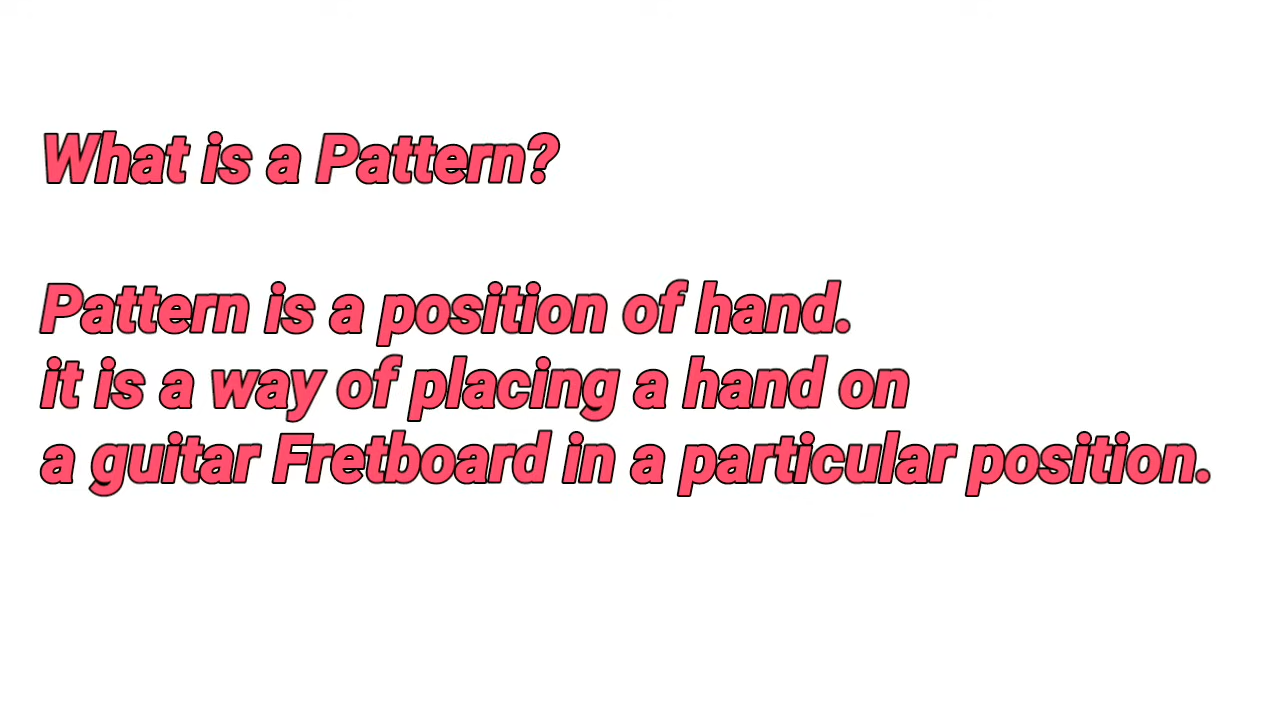 What is a Pattern?
Pattern is a position of hand.
it is a way of placing a hand on
a guitar Fretboard in a particular position.